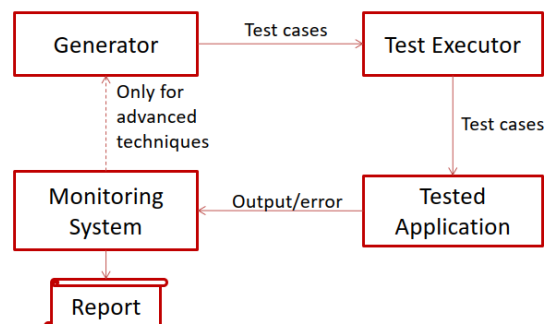 Generator
Test cases
Test Executor
Only for
advanced
techniques
Test cases
Monitoring
System
Output/error
Tested
Application
Report